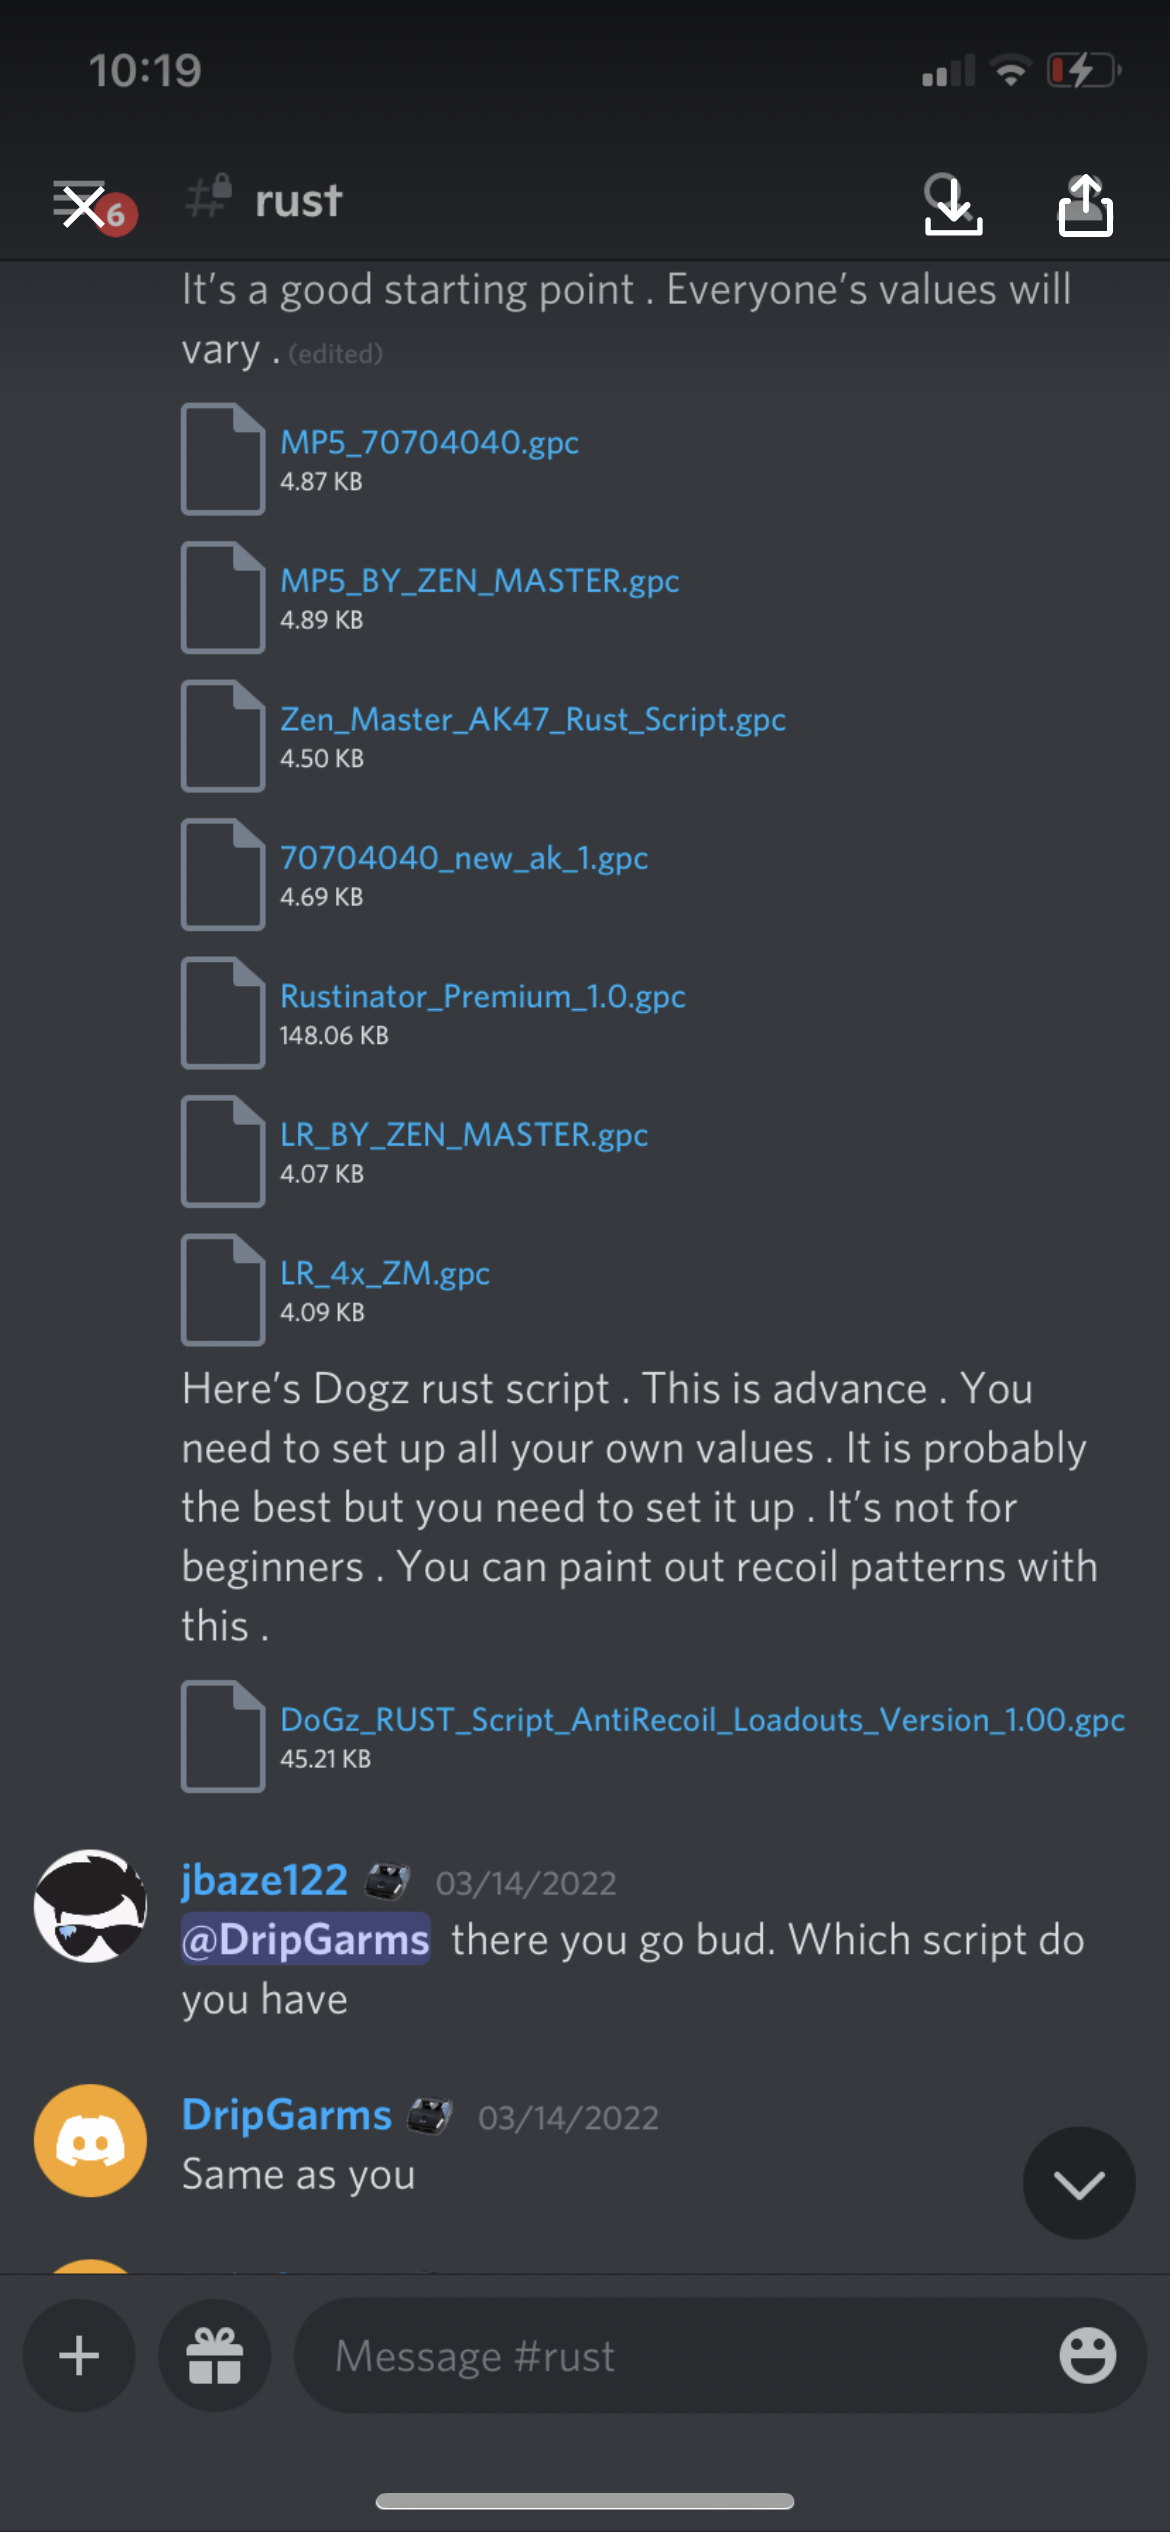 10:19
6
rust
It's a good starting point . Everyone's values will
vary . (edited)
MP5_70704040.gpc
4.87 KB
MP5_BY_ZEN_MASTER.gpc
4.89 KB
Zen_Master_AK47_Rust_Script.gpc
4.50 KB
70704040_new_ak_1.gpc
4.69 KB
Rustinator_Premium_1.0.gpc
148.06 KB
LR_BY_ZEN_MASTER.gpc
4.07 KB
LR_4x_ZM.gpc
4.09 KB
Here's Dogz rust script . This is advance . You
need to set up all your own values . It is probably
the best but you need to set it up . It's not for
beginners . You can paint out recoil patterns with
this .
DoGz_RUST_Script_AntiRecoil_Loadouts_Version_1.00.gpc
45.21 KB
jbaze122 03/14/2022
@DripGarms there you go bud. Which script do
you have
DripGarms 03/14/2022
Same as you
Message #rust